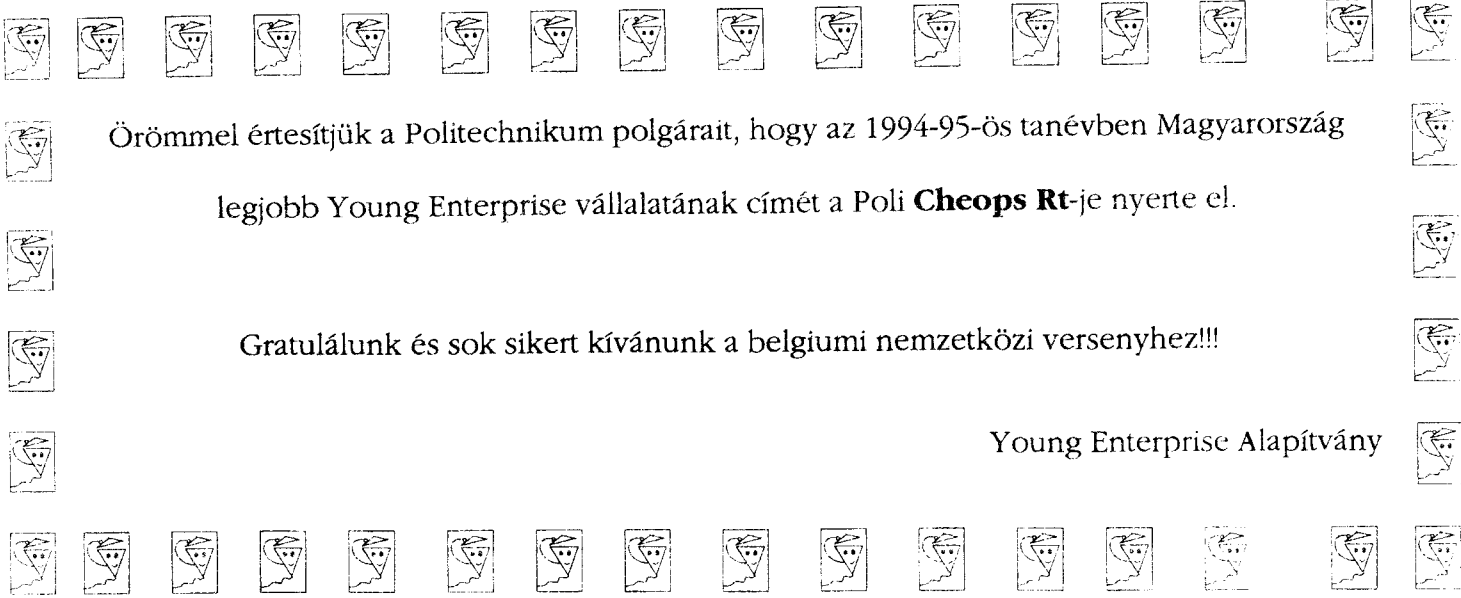 Örömmel értesítjük a Politechnikum polgárait, hogy az 1994-95-ös tanévben Magyarország
legjobb Young Enterprise vállalatának címét a Poli Cheops Rt-je nyerte el.
Gratulálunk és sok sikert kívánunk a belgiumi nemzetközi versenyhez!!!
Young Enterprise Alapítvány